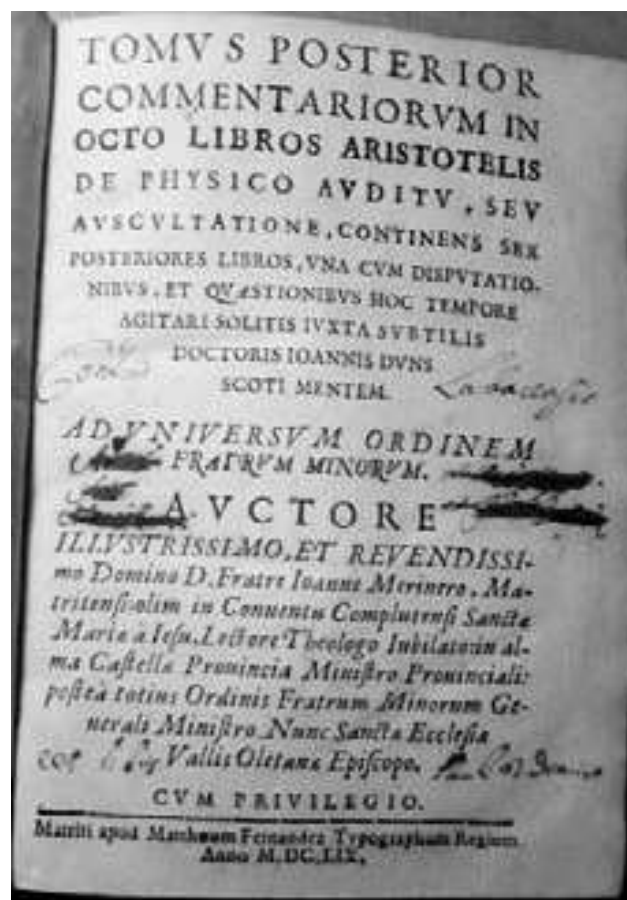 TOMVS POSTERIOR
COMMENTARIORVM IN
OCTO LIBROS ARISTOTELIS
DE PHYSICO AVDITV, SEV
AVSCVLTATIONE, CONTINENS SEX
POSTERIORES LIBROS, VNA CVM DISPVTATIO-
NIBVS, ET QVÆSTIONIBVS HOC TEMPORE
AGITARI SOLITIS IVXTA SVBTILIS
DOCTORIS IOANNIS DVNS
SCOTI MENTEM.
AD VNIVERSVM ORDINEM
FRATRVM MINORVM.
AVCTORE
ILLVSTRISSIMO, ET REVENDISSI-
mo Domino D. Fratre Ioanne Merinero, Ma-
tritensi: olim in Conuentu Complutensi Sanctæ
Mariæ à Iesu, Lectore Theologo Iubilato: in al-
ma Castellæ Prouincia Ministro Prouinciali:
posteà totius Ordinis Fratrum Minorum Ge-
nerali Ministro. Nunc Sanctæ Ecclesiæ
Vallis Oletanæ Episcopo.
CVM PRIVILEGIO.
Matriti apud Matthæum Fernandez Typographum Regium.
Anno M.DC.LIX.